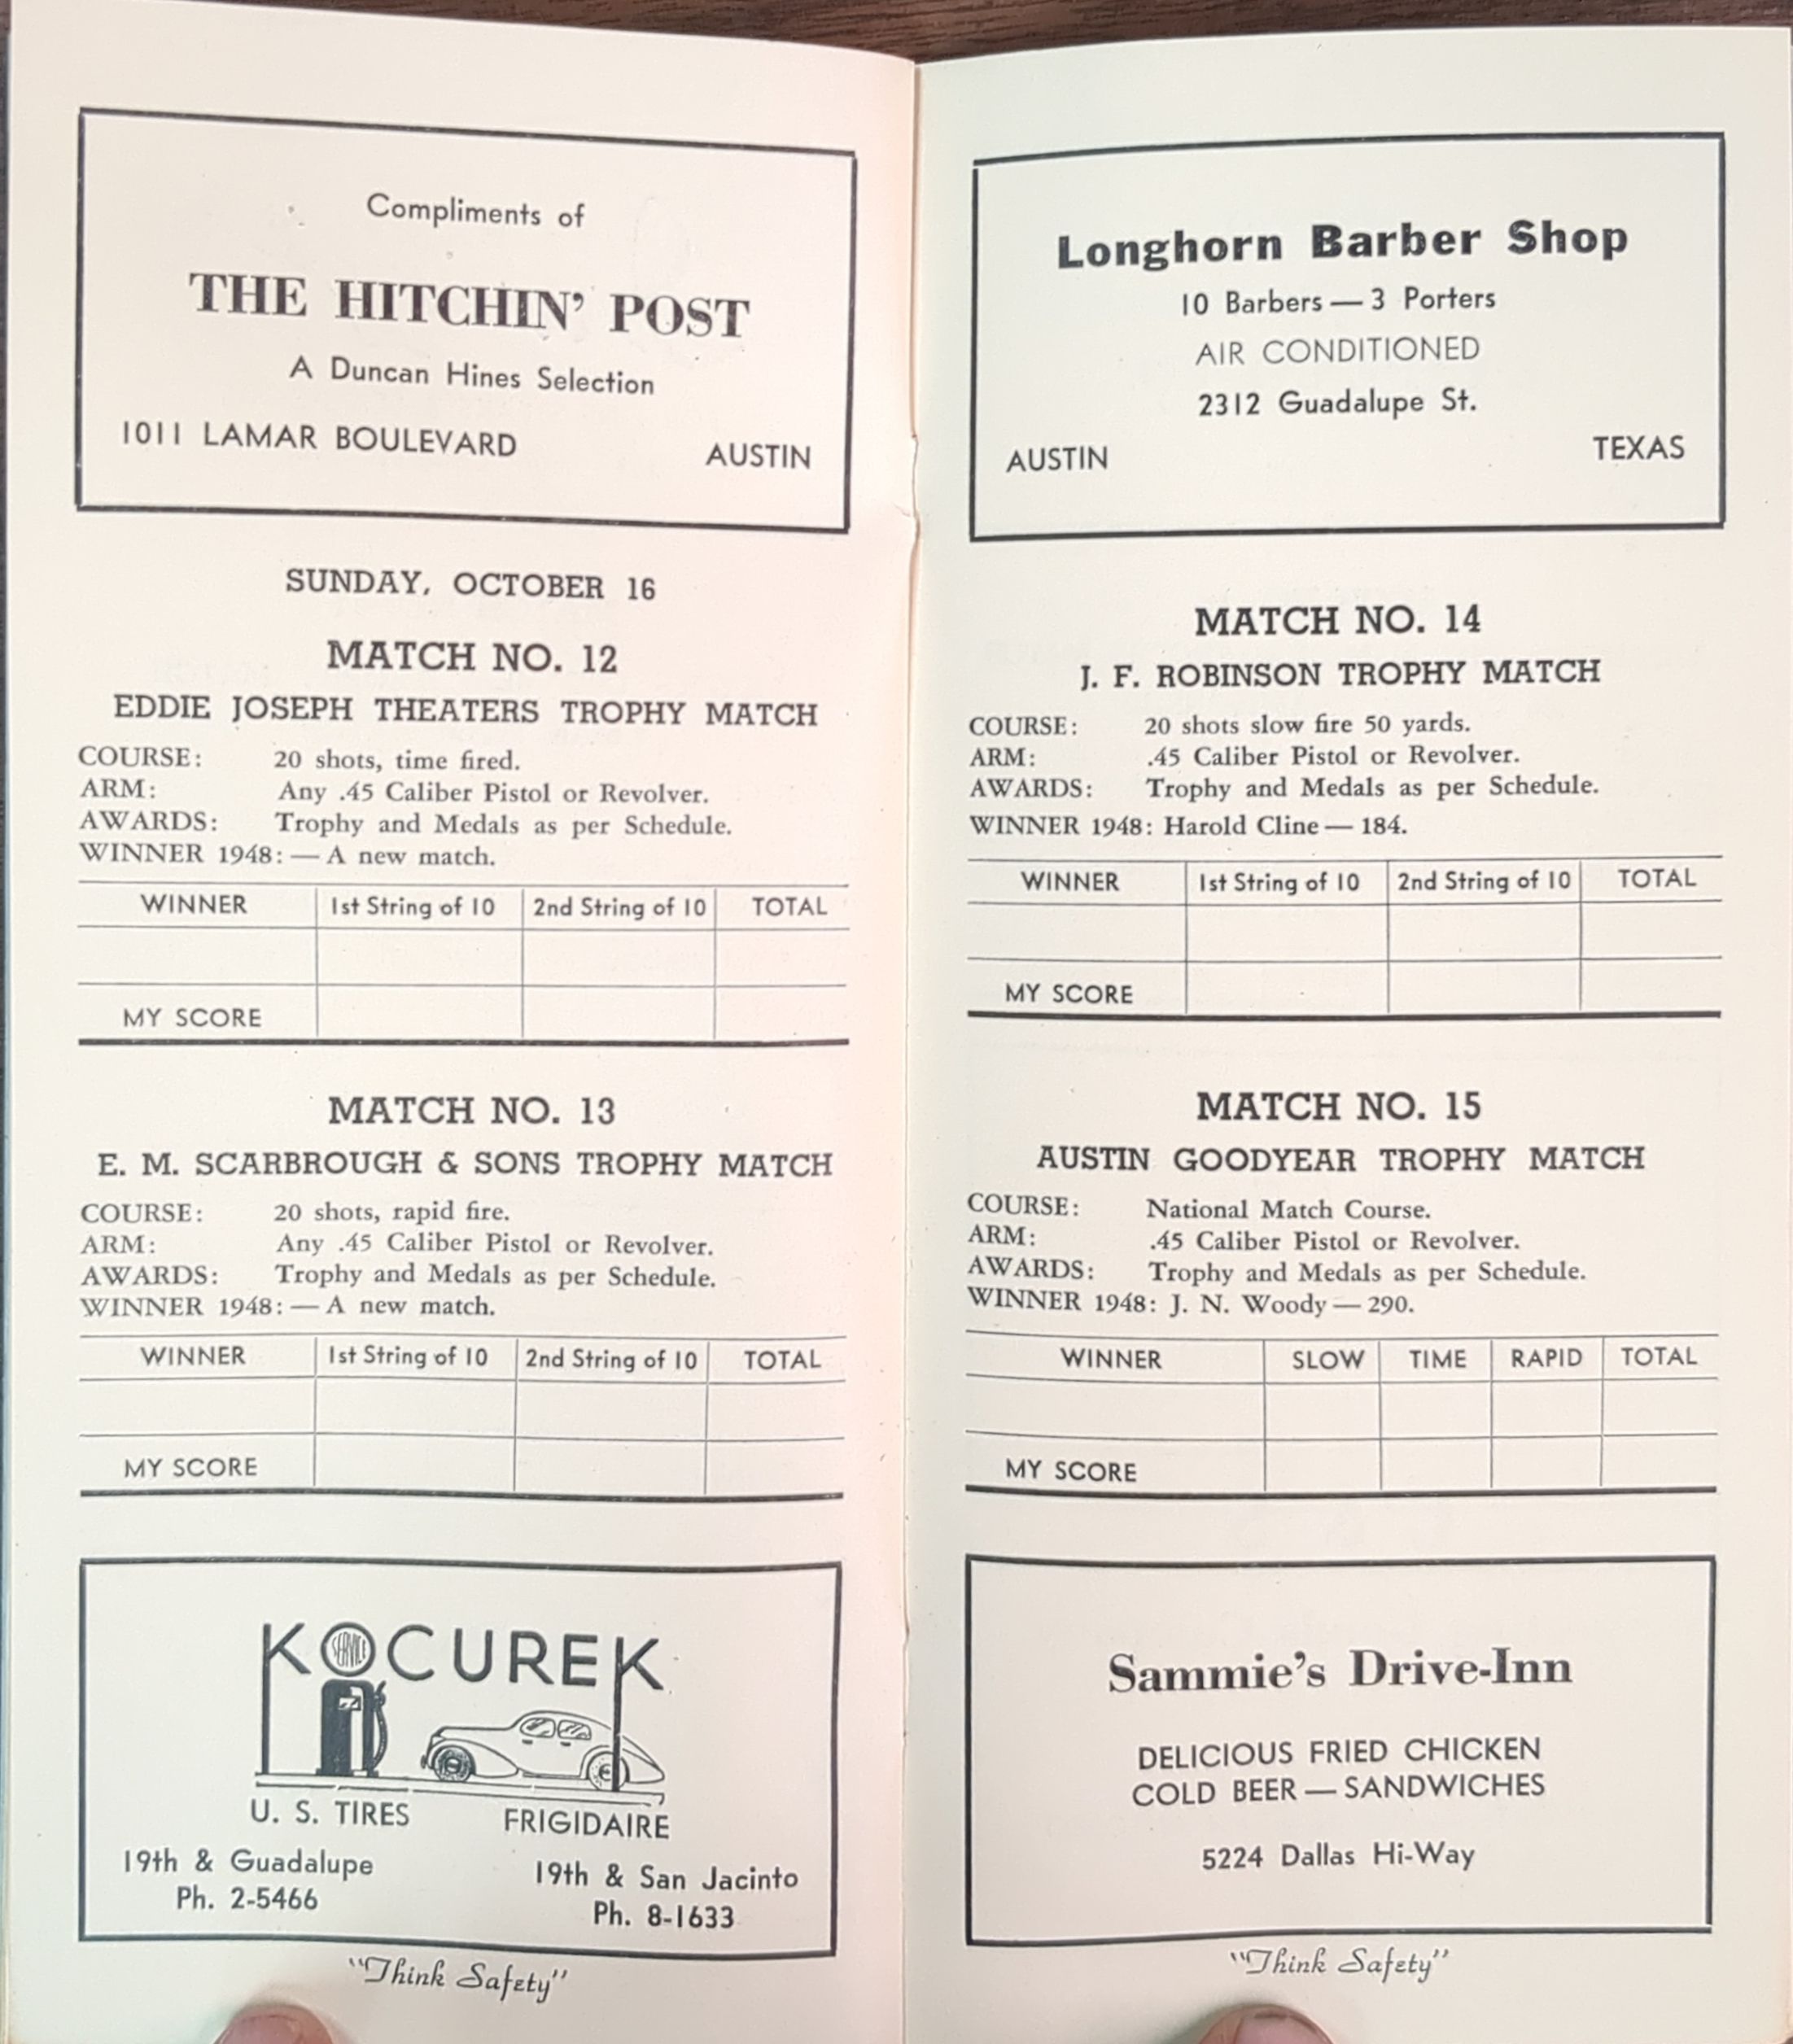 Compliments of
THE HITCHIN' POST
A Duncan Hines Selection
1011 LAMAR BOULEVARD AUSTIN
SUNDAY, OCTOBER 16
MATCH NO. 12
EDDIE JOSEPH THEATERS TROPHY MATCH
COURSE: 20 shots, time fired.
ARM: Any .45 Caliber Pistol or Revolver.
AWARDS: Trophy and Medals as per Schedule.
WINNER 1948: — A new match.
WINNER 1st String of 10 2nd String of 10 TOTAL
MY SCORE
MATCH NO. 13
E. M. SCARBROUGH & SONS TROPHY MATCH
COURSE: 20 shots, rapid fire.
ARM: Any .45 Caliber Pistol or Revolver.
AWARDS: Trophy and Medals as per Schedule.
WINNER 1948: — A new match.
WINNER 1st String of 10 2nd String of 10 TOTAL
MY SCORE
KOCUREK
SERVICE
U. S. TIRES FRIGIDAIRE
19th & Guadalupe 19th & San Jacinto
Ph. 2-5466 Ph. 8-1633
"Think Safety"
Longhorn Barber Shop
10 Barbers — 3 Porters
AIR CONDITIONED
2312 Guadalupe St.
AUSTIN TEXAS
MATCH NO. 14
J. F. ROBINSON TROPHY MATCH
COURSE: 20 shots slow fire 50 yards.
ARM: .45 Caliber Pistol or Revolver.
AWARDS: Trophy and Medals as per Schedule.
WINNER 1948: Harold Cline — 184.
WINNER 1st String of 10 2nd String of 10 TOTAL
MY SCORE
MATCH NO. 15
AUSTIN GOODYEAR TROPHY MATCH
COURSE: National Match Course.
ARM: .45 Caliber Pistol or Revolver.
AWARDS: Trophy and Medals as per Schedule.
WINNER 1948: J. N. Woody — 290.
WINNER SLOW TIME RAPID TOTAL
MY SCORE
Sammie's Drive-Inn
DELICIOUS FRIED CHICKEN
COLD BEER — SANDWICHES
5224 Dallas Hi-Way
"Think Safety"